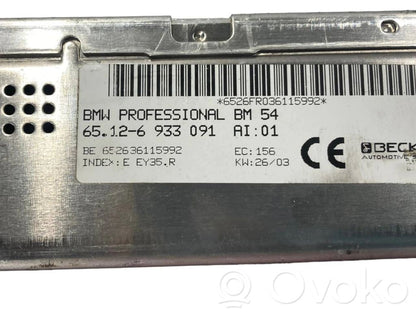 *6526FR036115992*
BMW PROFESSIONAL BM 54
65.12-6 933 091 AI:01
BE 652636115992 EC:156
INDEX:E EY35.R KW:26/03
CE
BECK
AUTOMOTIVE
OVOKO